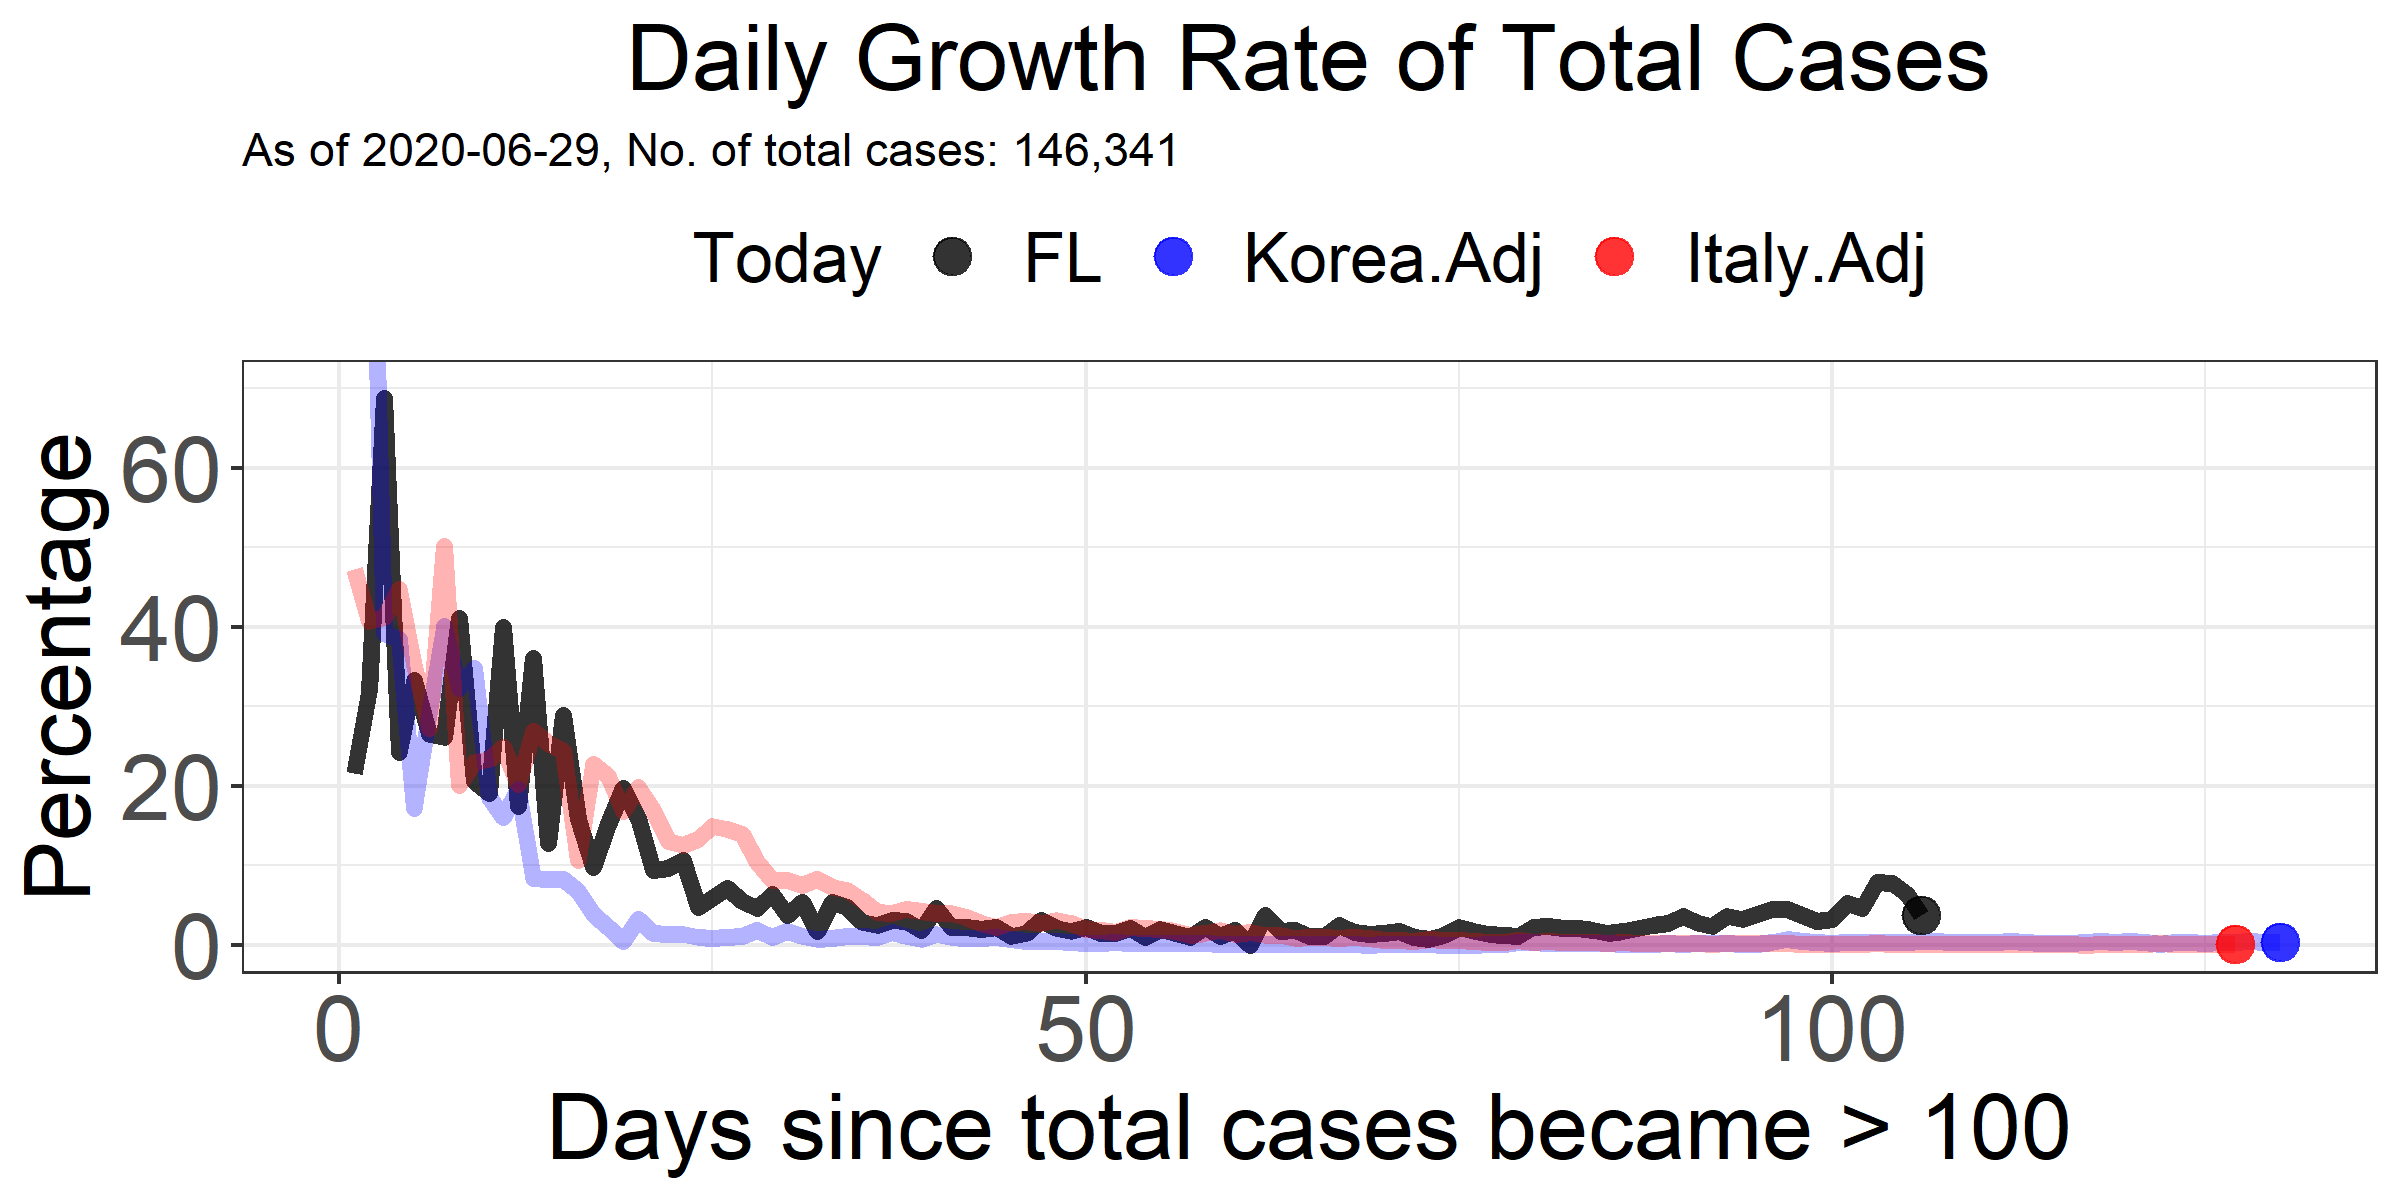 Daily Growth Rate of Total Cases
As of 2020-06-29, No. of total cases: 146,341
Today FL Korea.Adj Italy.Adj
Percentage
60
40
20
0
0 50 100
Days since total cases became > 100